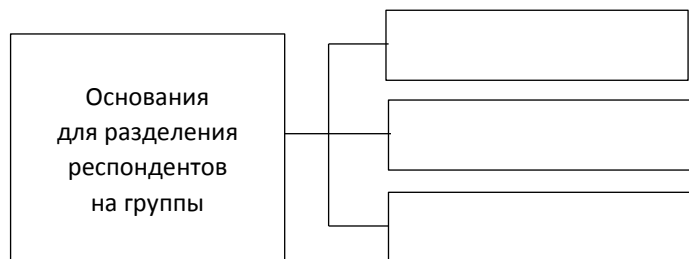 Основания
для разделения
респондентов
на группы